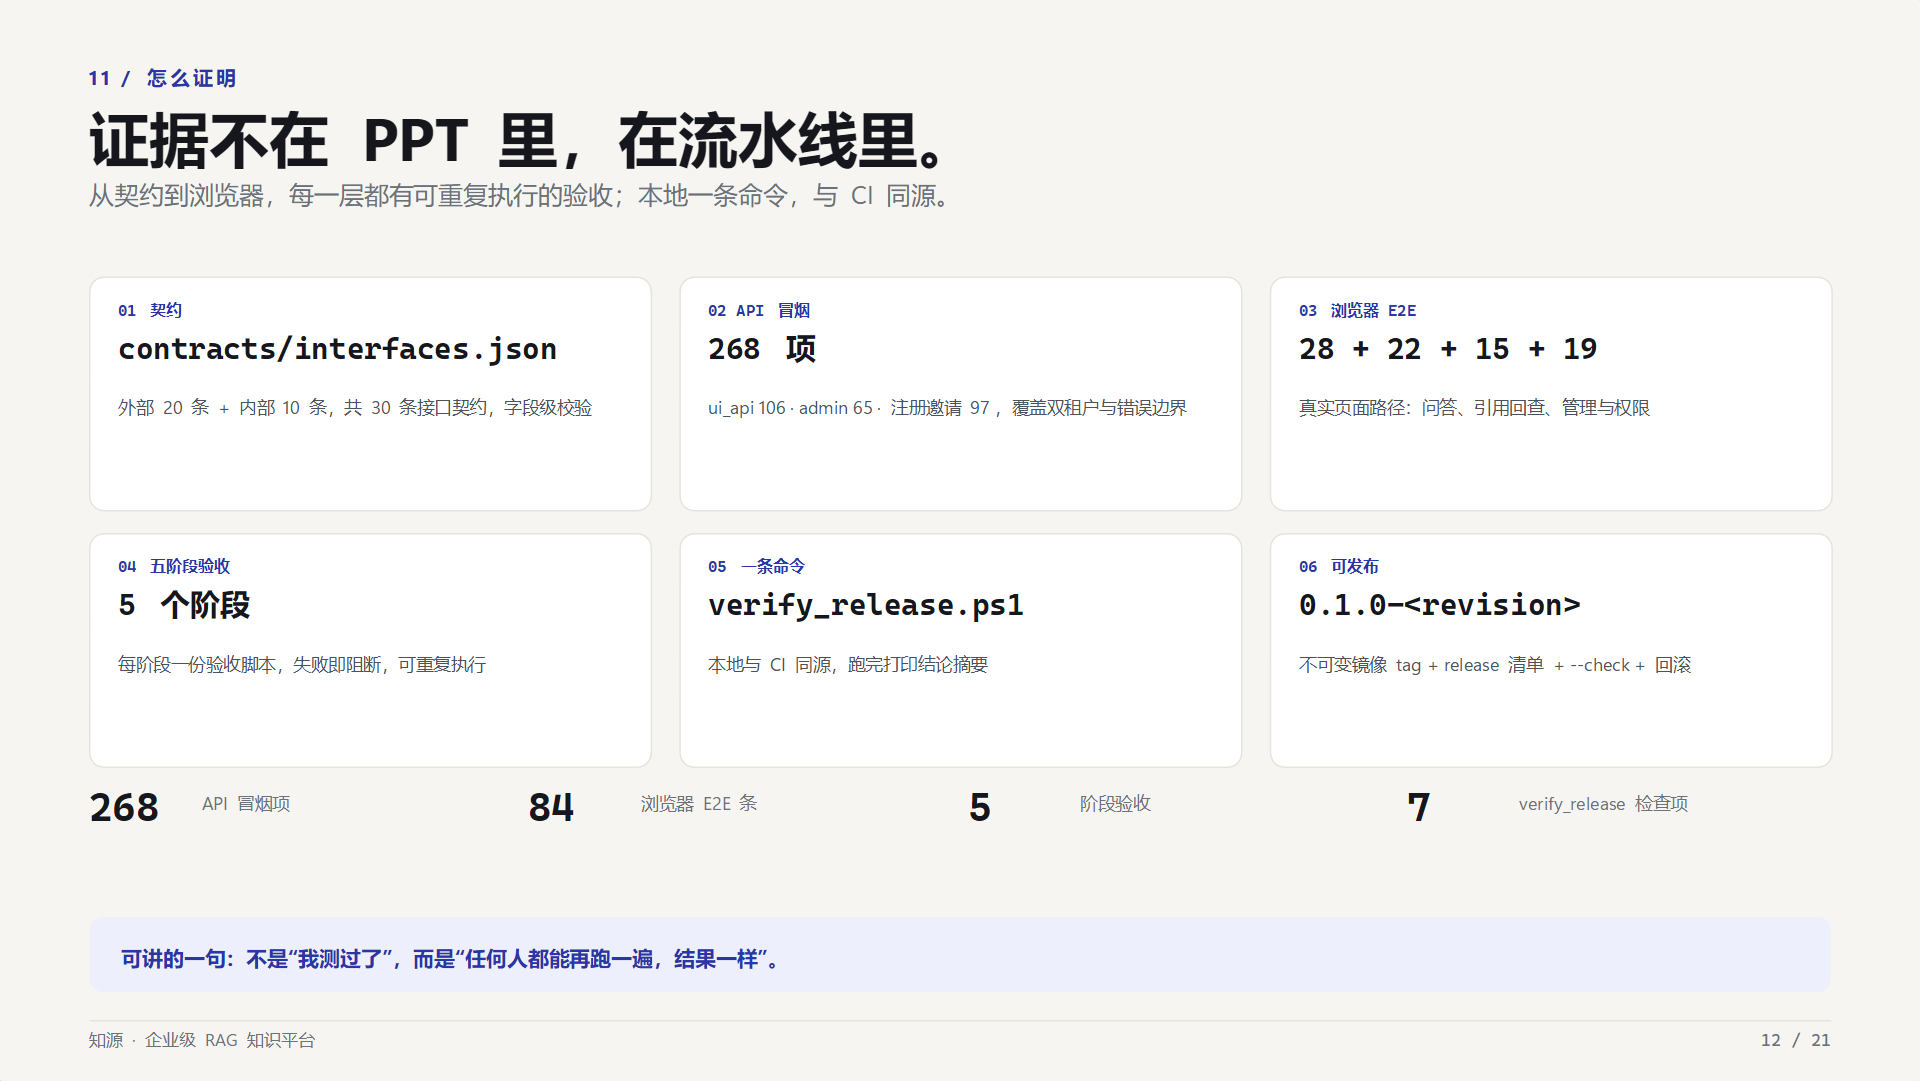 11 / 怎么证明
证据不在 PPT 里，在流水线里。
从契约到浏览器，每一层都有可重复执行的验收；本地一条命令，与 CI 同源。
01 契约
contracts/interfaces.json
外部 20 条 + 内部 10 条，共 30 条接口契约，字段级校验
02 API 冒烟
268 项
ui_api 106 · admin 65 · 注册邀请 97 ，覆盖双租户与错误边界
03 浏览器 E2E
28 + 22 + 15 + 19
真实页面路径：问答、引用回查、管理与权限
04 五阶段验收
5 个阶段
每阶段一份验收脚本，失败即阻断，可重复执行
05 一条命令
verify_release.ps1
本地与 CI 同源，跑完打印结论摘要
06 可发布
0.1.0-<revision>
不可变镜像 tag + release 清单 + --check + 回滚
268 API 冒烟项
84 浏览器 E2E 条
5 阶段验收
7 verify_release 检查项
可讲的一句：不是“我测过了”，而是“任何人都能再跑一遍，结果一样”。
知源 · 企业级 RAG 知识平台
12 / 21